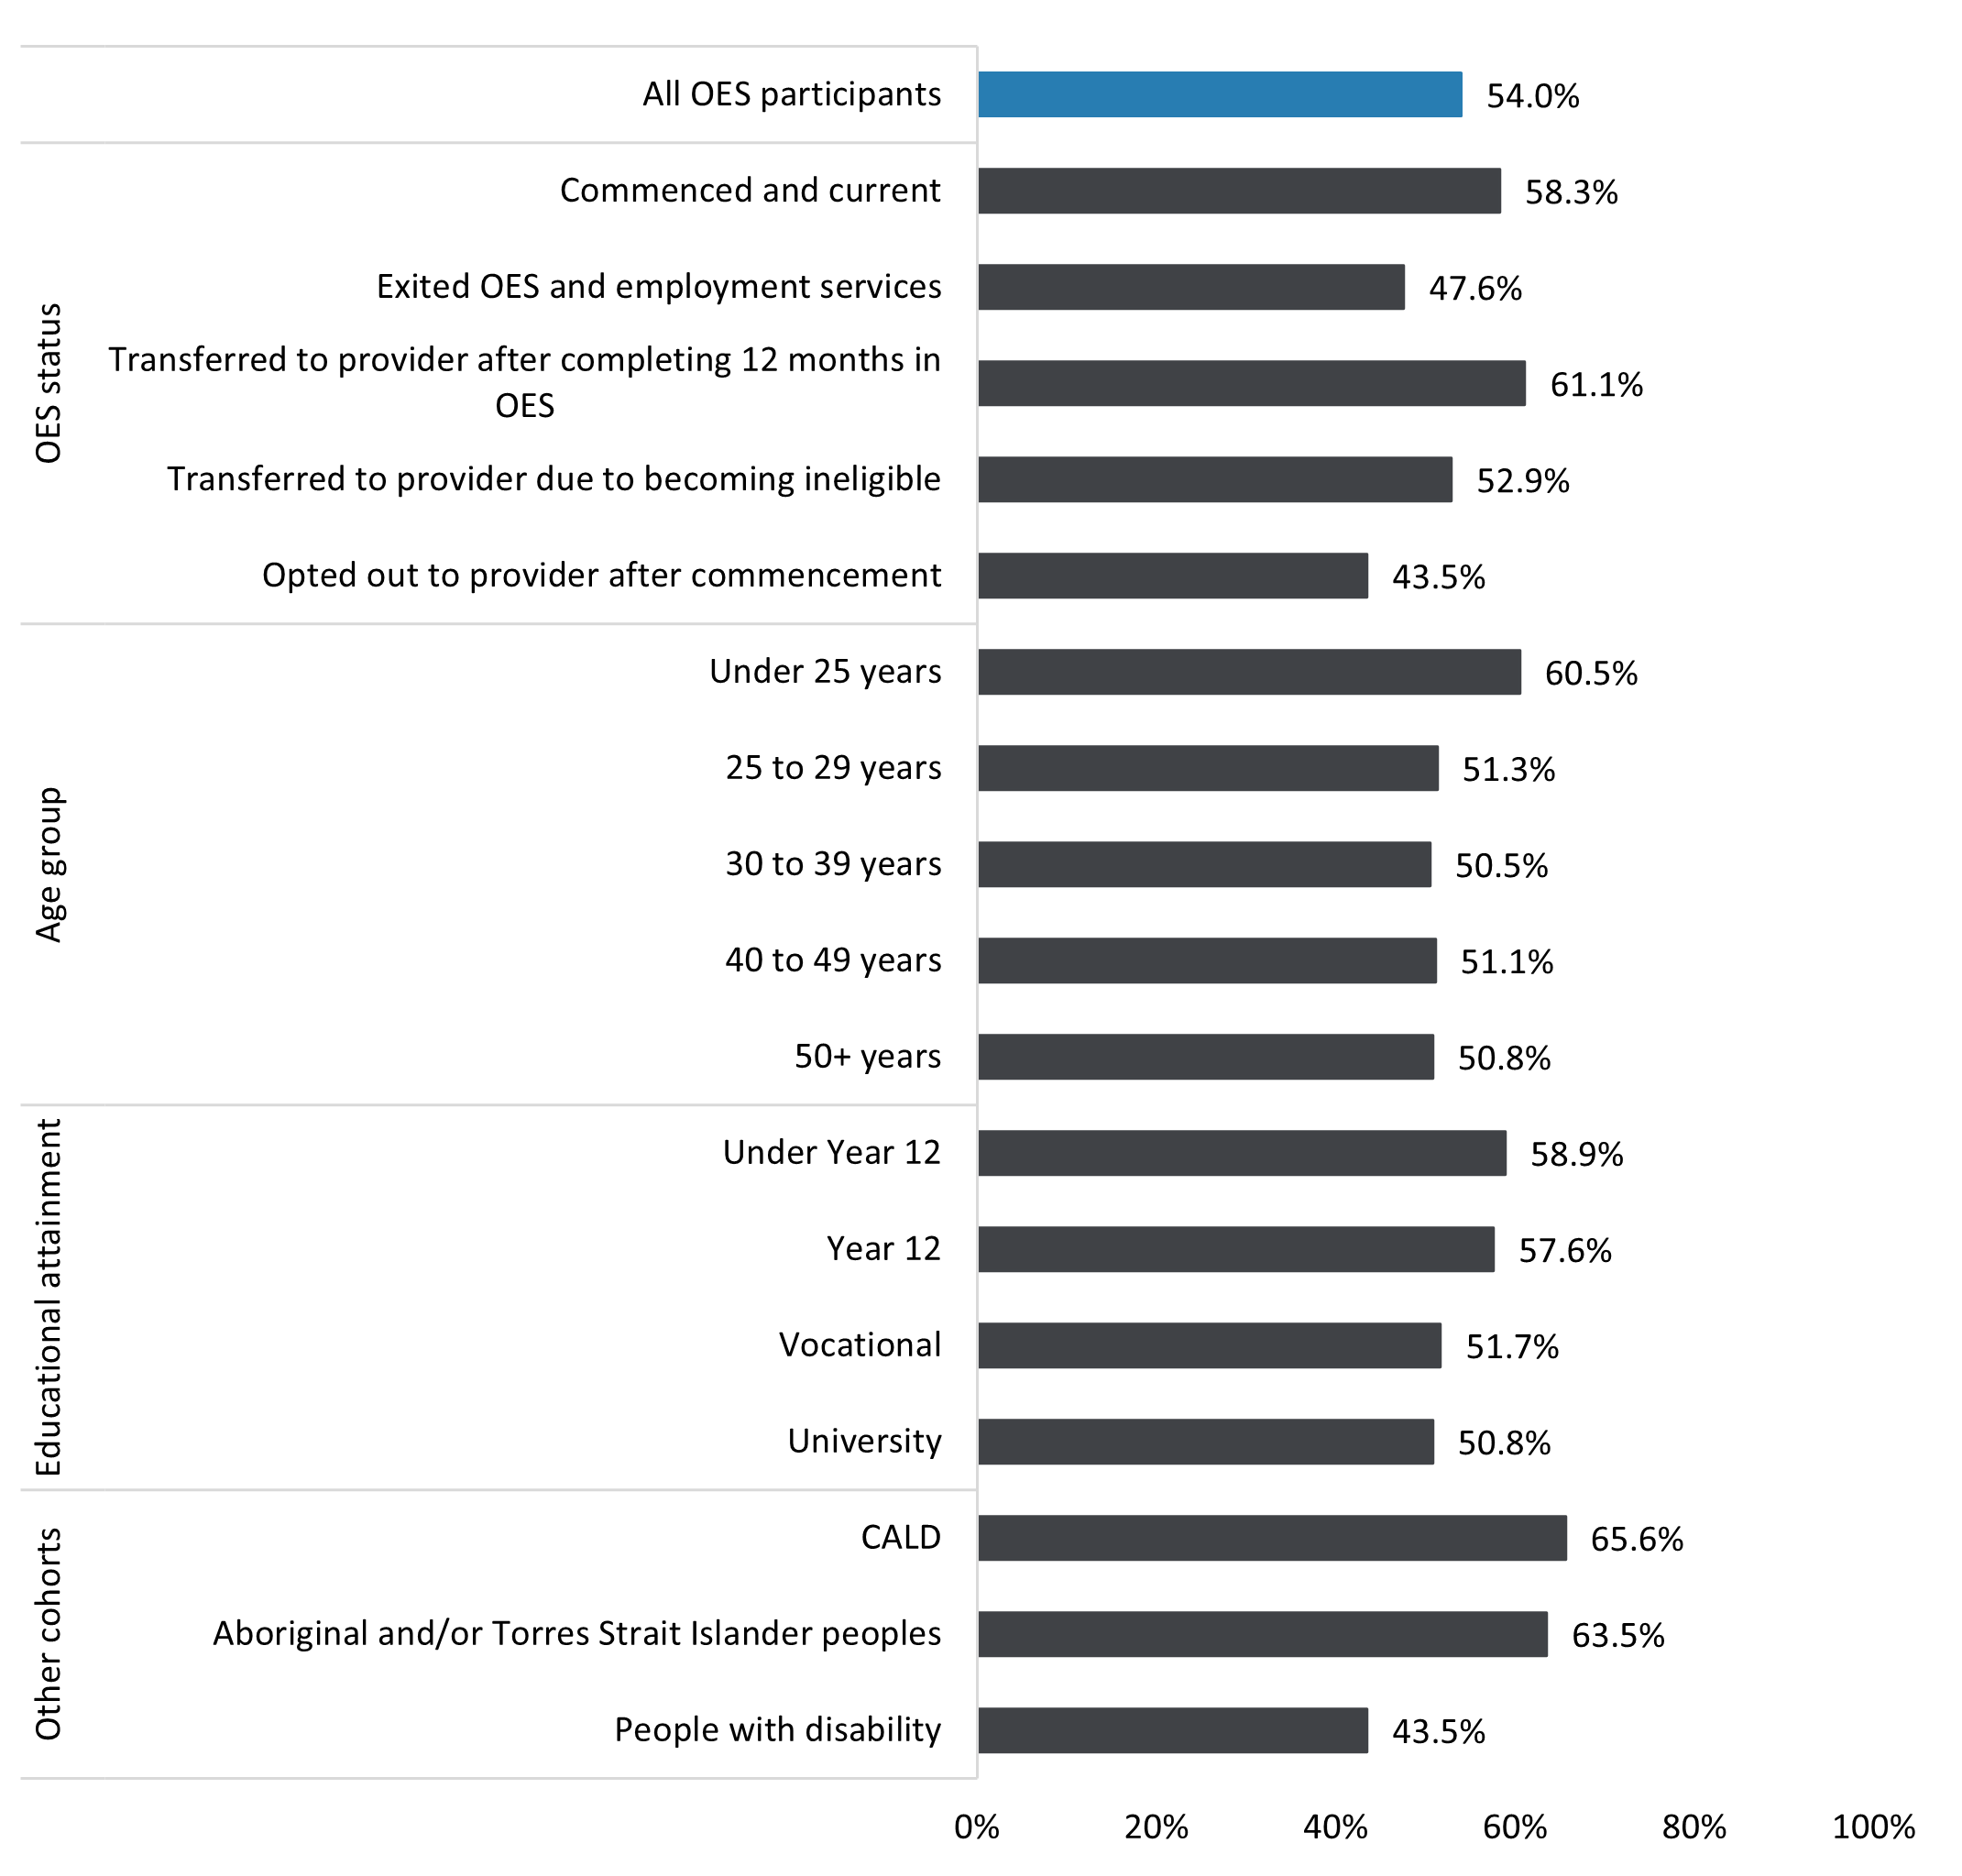 All OES participants 54.0%
OES status
Commenced and current 58.3%
Exited OES and employment services 47.6%
Transferred to provider after completing 12 months in
OES 61.1%
Transferred to provider due to becoming ineligible 52.9%
Opted out to provider after commencement 43.5%
Age group
Under 25 years 60.5%
25 to 29 years 51.3%
30 to 39 years 50.5%
40 to 49 years 51.1%
50+ years 50.8%
Educational attainment
Under Year 12 58.9%
Year 12 57.6%
Vocational 51.7%
University 50.8%
Other cohorts
CALD 65.6%
Aboriginal and/or Torres Strait Islander peoples 63.5%
People with disability 43.5%
0% 20% 40% 60% 80% 100%